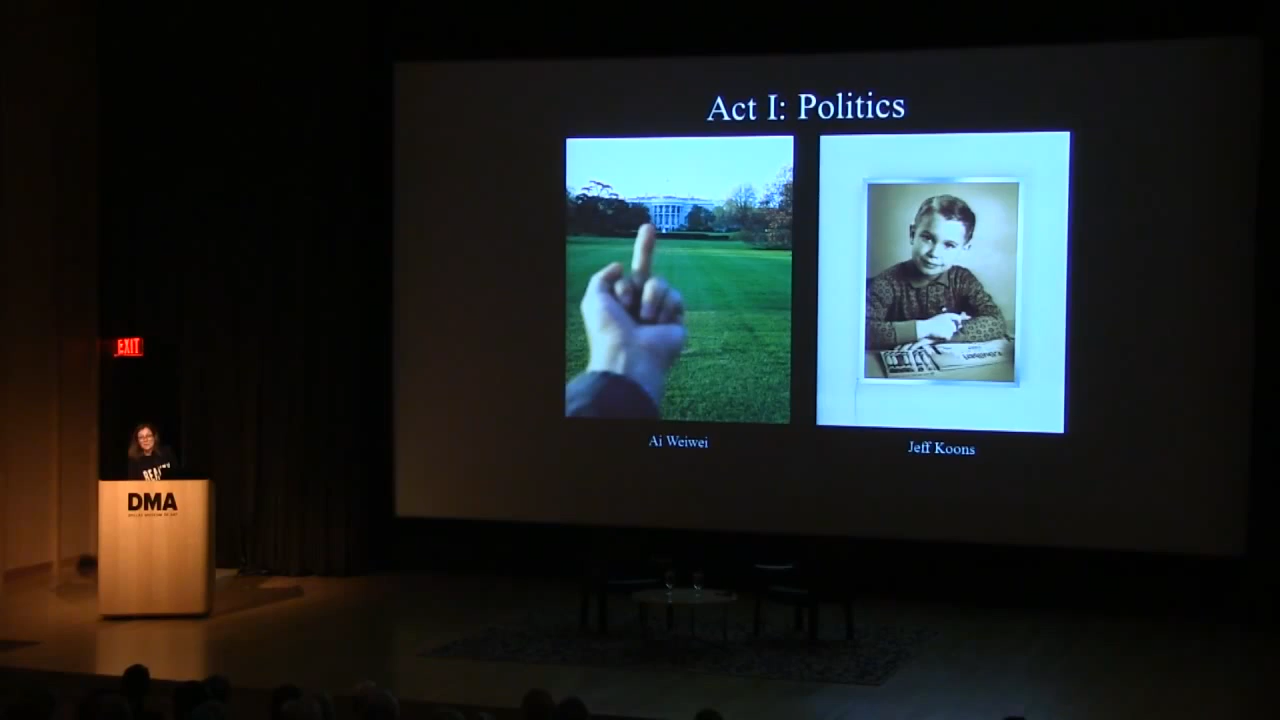 Act I: Politics
Ai Weiwei
Jeff Koons
EXIT
DMA